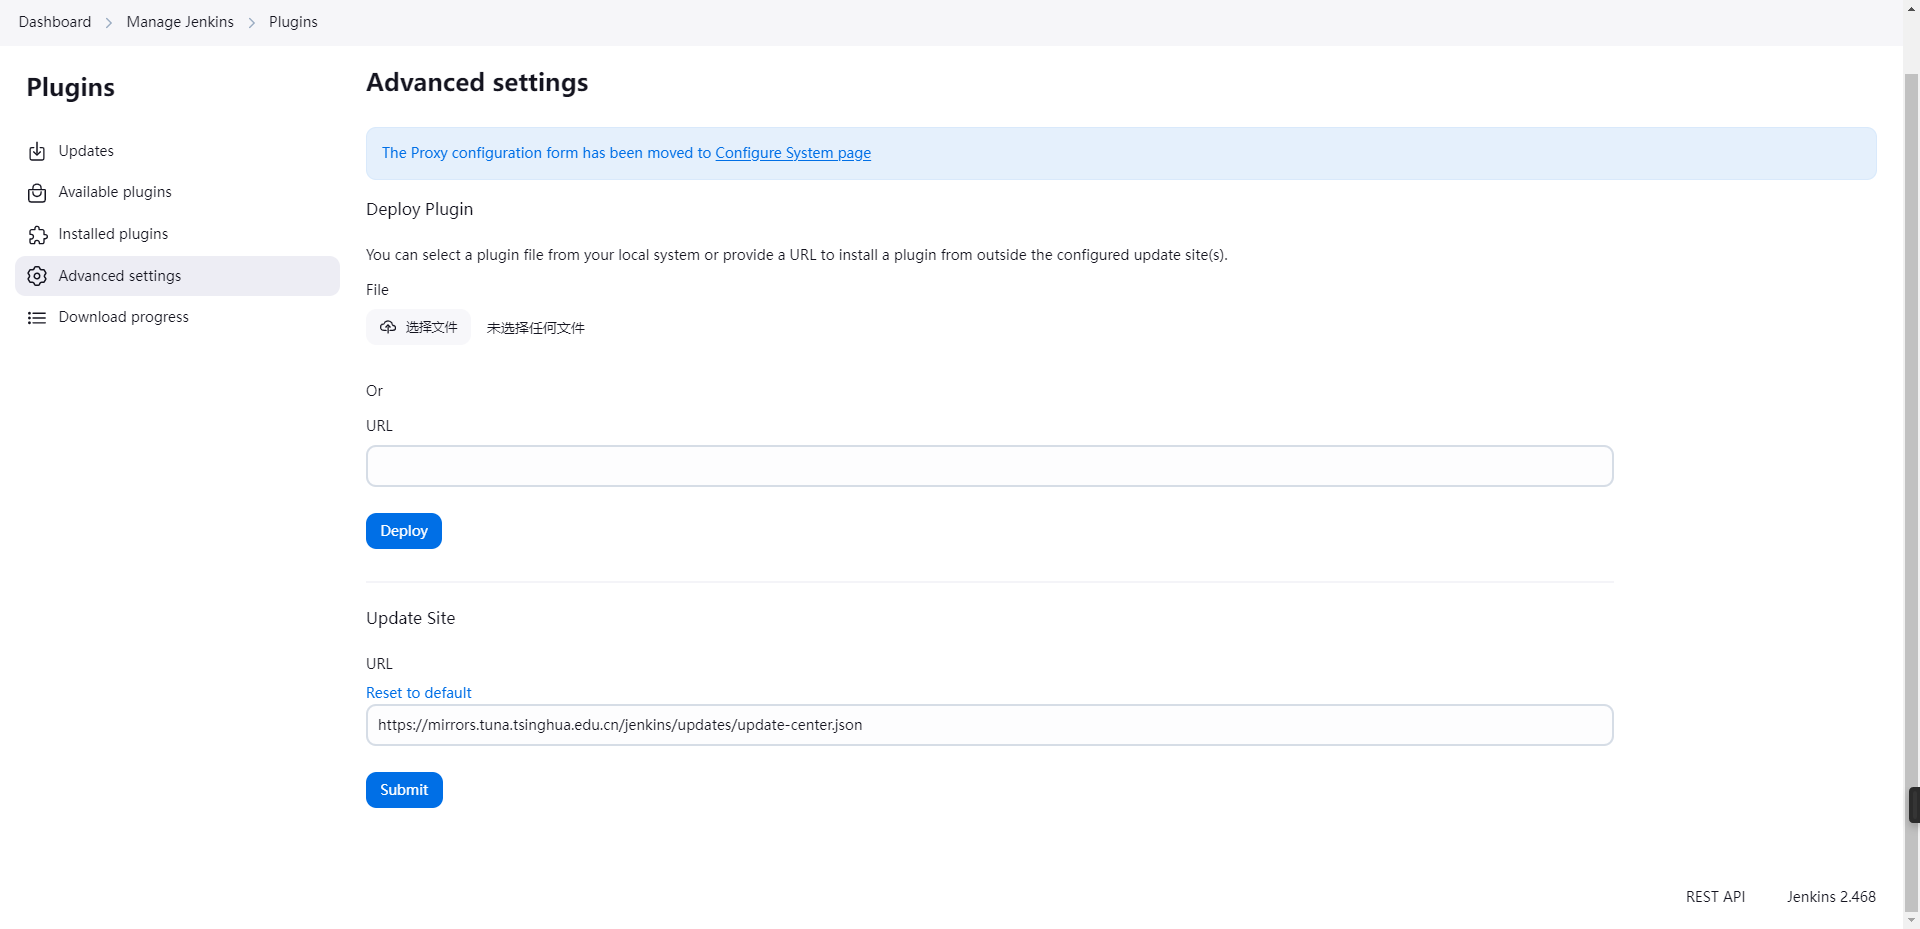 Dashboard
Manage Jenkins
Plugins
Plugins
Updates
Available plugins
Installed plugins
Advanced settings
Download progress
Advanced settings
The Proxy configuration form has been moved to Configure System page
Deploy Plugin
You can select a plugin file from your local system or provide a URL to install a plugin from outside the configured update site(s).
File
选择文件 未选择任何文件
Or
URL
Deploy
Update Site
URL
Reset to default
https://mirrors.tuna.tsinghua.edu.cn/jenkins/updates/update-center.json
Submit
REST API
Jenkins 2.468